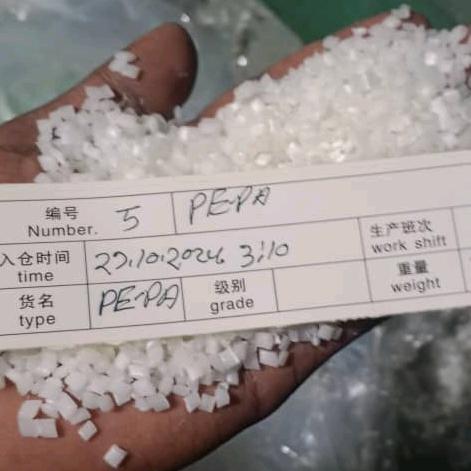 编号 5 PE-PA
Number.
入仓时间 23.10.2024 3:10 生产班次
time work shift
货名 PE-PA 级别 重量
type grade weight